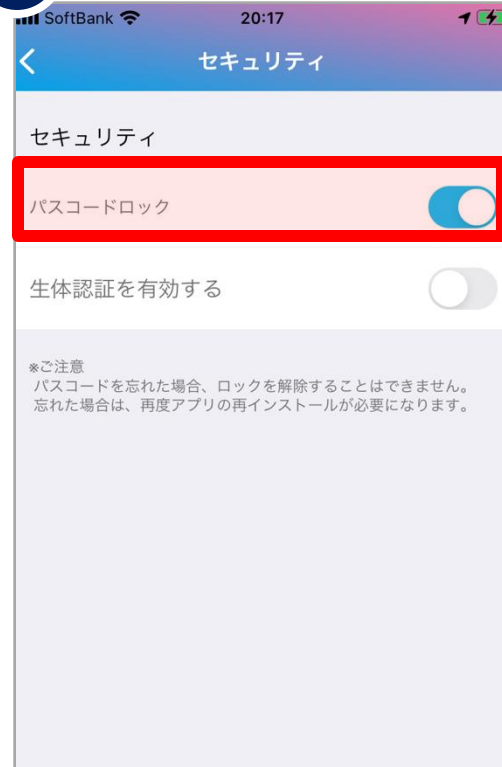 SoftBank 20:17
セキュリティ
セキュリティ
パスコードロック
生体認証を有効する
※ご注意
パスコードを忘れた場合、ロックを解除することはできません。
忘れた場合は、再度アプリの再インストールが必要になります。